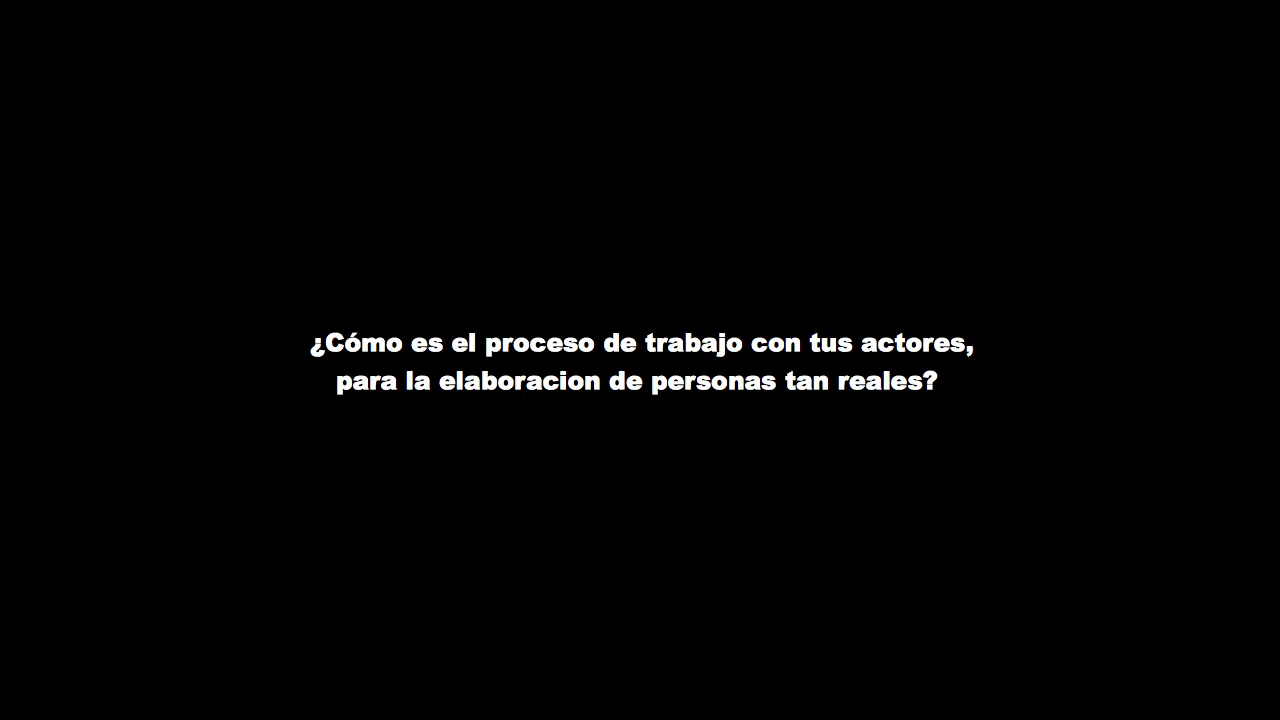 ¿Cómo es el proceso de trabajo con tus actores,
para la elaboracion de personas tan reales?